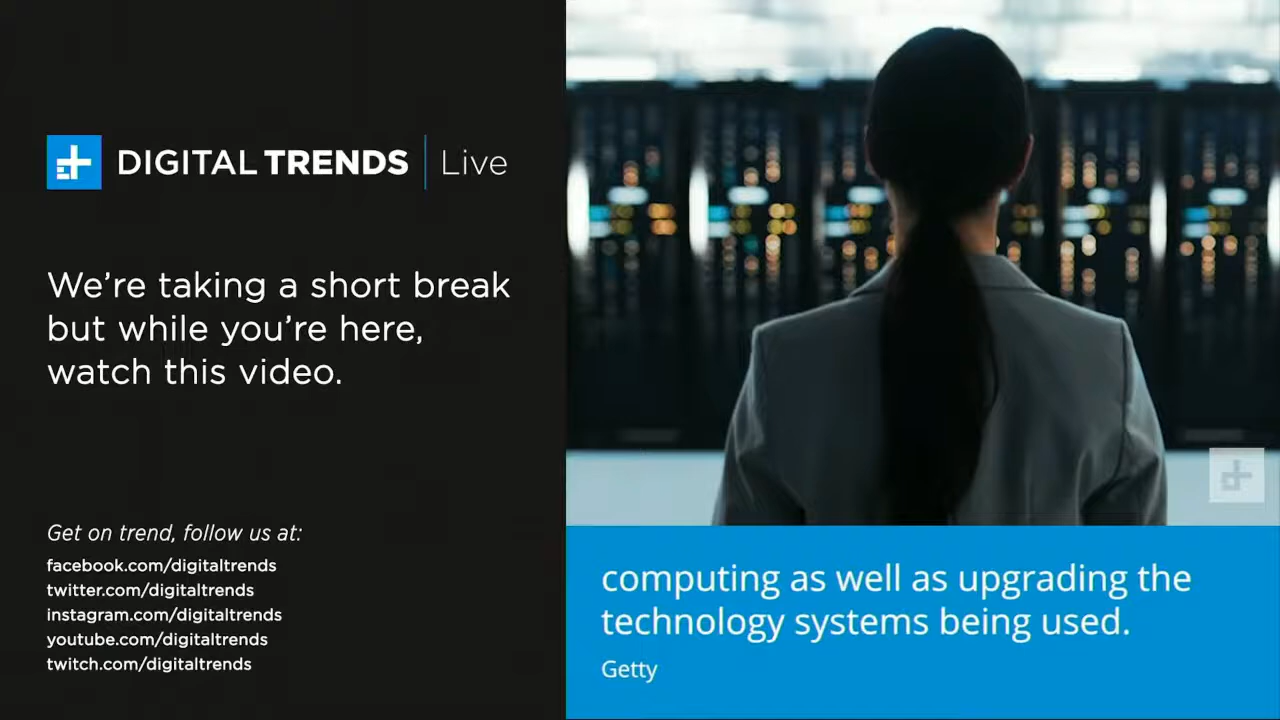 DIGITAL TRENDS | Live
We’re taking a short break
but while you’re here,
watch this video.
Get on trend, follow us at:
facebook.com/digitaltrends
twitter.com/digitaltrends
instagram.com/digitaltrends
youtube.com/digitaltrends
twitch.com/digitaltrends
computing as well as upgrading the
technology systems being used.
Getty